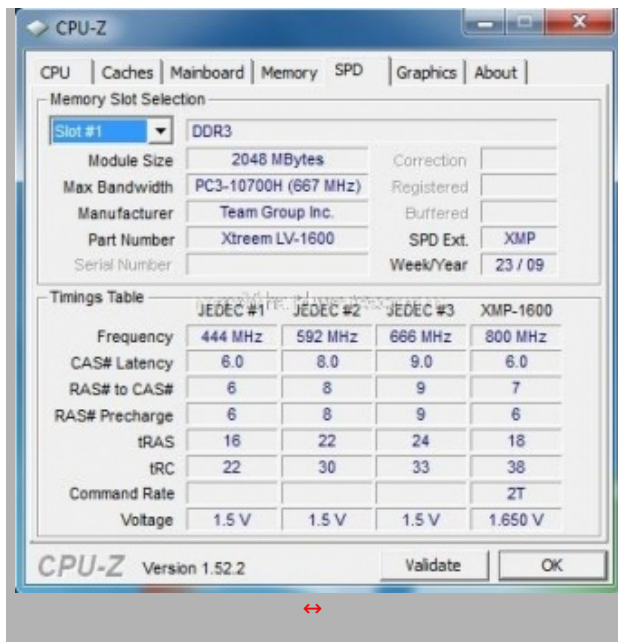 CPU-Z
CPU Caches Mainboard Memory SPD Graphics About
Memory Slot Selection
Slot #1 DDR3
Module Size 2048 MBytes Correction
Max Bandwidth PC3-10700H (667 MHz) Registered
Manufacturer Team Group Inc. Buffered
Part Number Xtreem LV-1600 SPD Ext. XMP
Serial Number Week/Year 23 / 09
Timings Table
JEDEC #1 JEDEC #2 JEDEC #3 XMP-1600
Frequency 444 MHz 592 MHz 666 MHz 800 MHz
CAS# Latency 6.0 8.0 9.0 6.0
RAS# to CAS# 6 8 9 7
RAS# Precharge 6 8 9 6
tRAS 16 22 24 18
tRC 22 30 33 38
Command Rate 2T
Voltage 1.5 V 1.5 V 1.5 V 1.650 V
CPU-Z Version 1.52.2 Validate OK